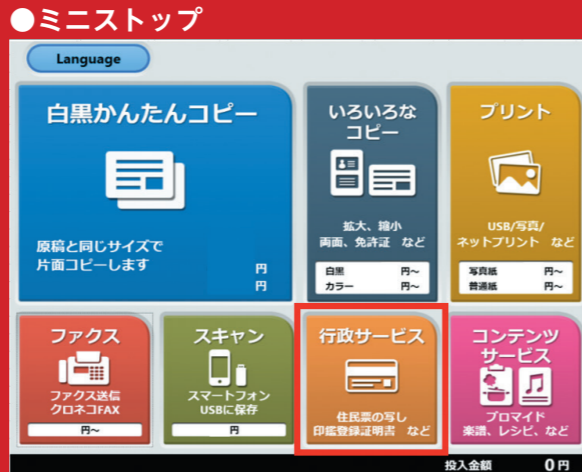 ●ミニストップ
Language
白黒かんたんコピー
原稿と同じサイズで
片面コピーします
円
円
いろいろな
コピー
拡大、縮小
両面、免許証 など
白黒 円～
カラー 円～
プリント
USB/写真/
ネットプリント など
写真紙 円～
普通紙 円～
ファクス
ファクス送信
クロネコFAX
円～
スキャン
スマートフォン
USBに保存
円
行政サービス
住民票の写し
印鑑登録証明書 など
コンテンツ
サービス
ブロマイド
楽譜、レシピ、など
投入金額 0円